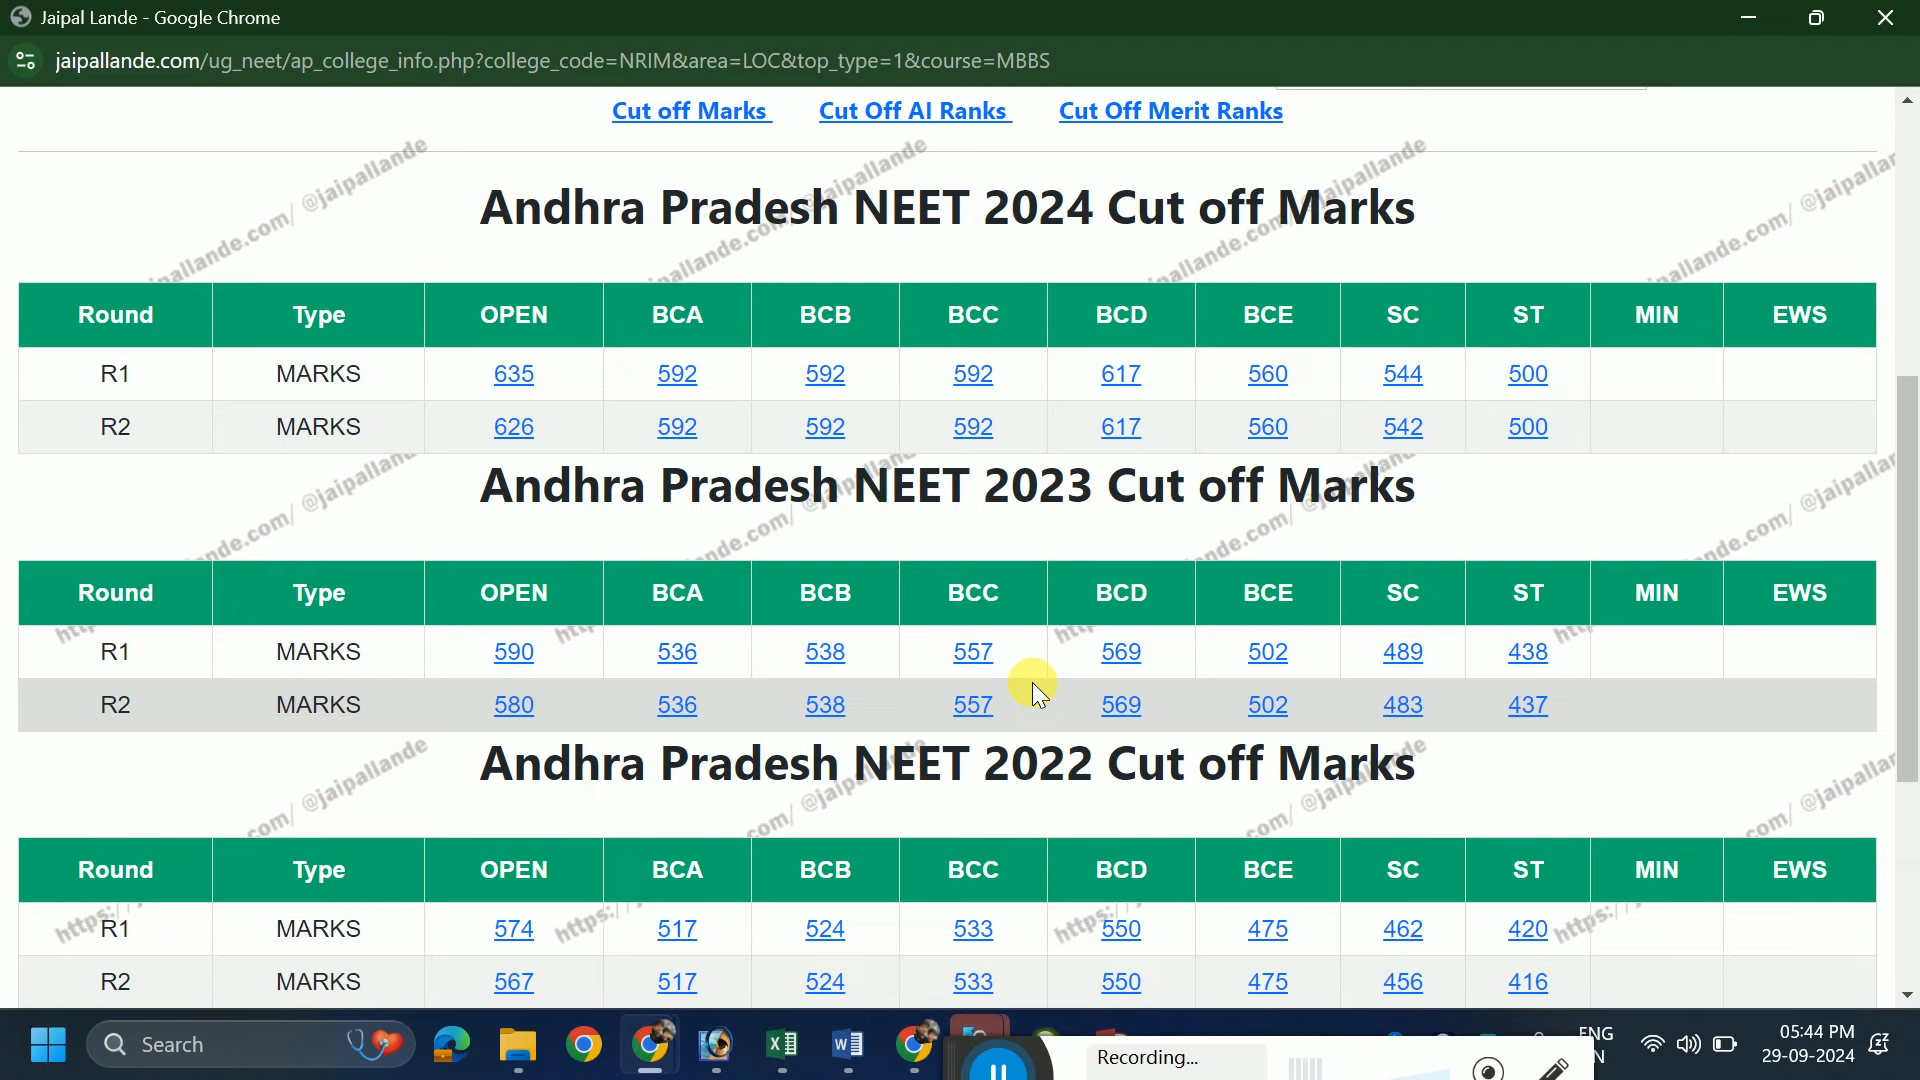 Jaipal Lande - Google Chrome
jaipallande.com/ug_neet/ap_college_info.php?college_code=NRIM&area=LOC&top_type=1&course=MBBS
Cut off Marks Cut Off AI Ranks Cut Off Merit Ranks
Andhra Pradesh NEET 2024 Cut off Marks
Round Type OPEN BCA BCB BCC BCD BCE SC ST MIN EWS
R1 MARKS 635 592 592 592 617 560 544 500
R2 MARKS 626 592 592 592 617 560 542 500
Andhra Pradesh NEET 2023 Cut off Marks
Round Type OPEN BCA BCB BCC BCD BCE SC ST MIN EWS
R1 MARKS 590 536 538 557 569 502 489 438
R2 MARKS 580 536 538 557 569 502 483 437
Andhra Pradesh NEET 2022 Cut off Marks
Round Type OPEN BCA BCB BCC BCD BCE SC ST MIN EWS
R1 MARKS 574 517 524 533 550 475 462 420
R2 MARKS 567 517 524 533 550 475 456 416
Search
Recording...
ENG
05:44 PM
29-09-2024